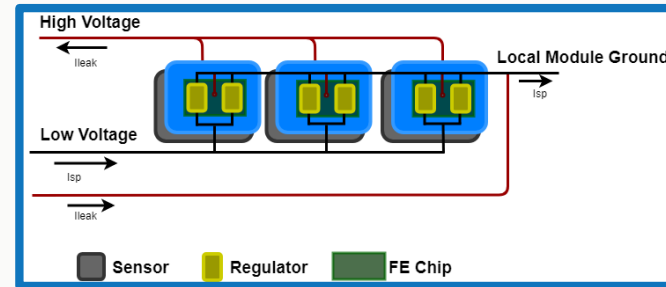 High Voltage
Ileak
Local Module Ground
Isp
Low Voltage
Isp
Ileak
Sensor
Regulator
FE Chip